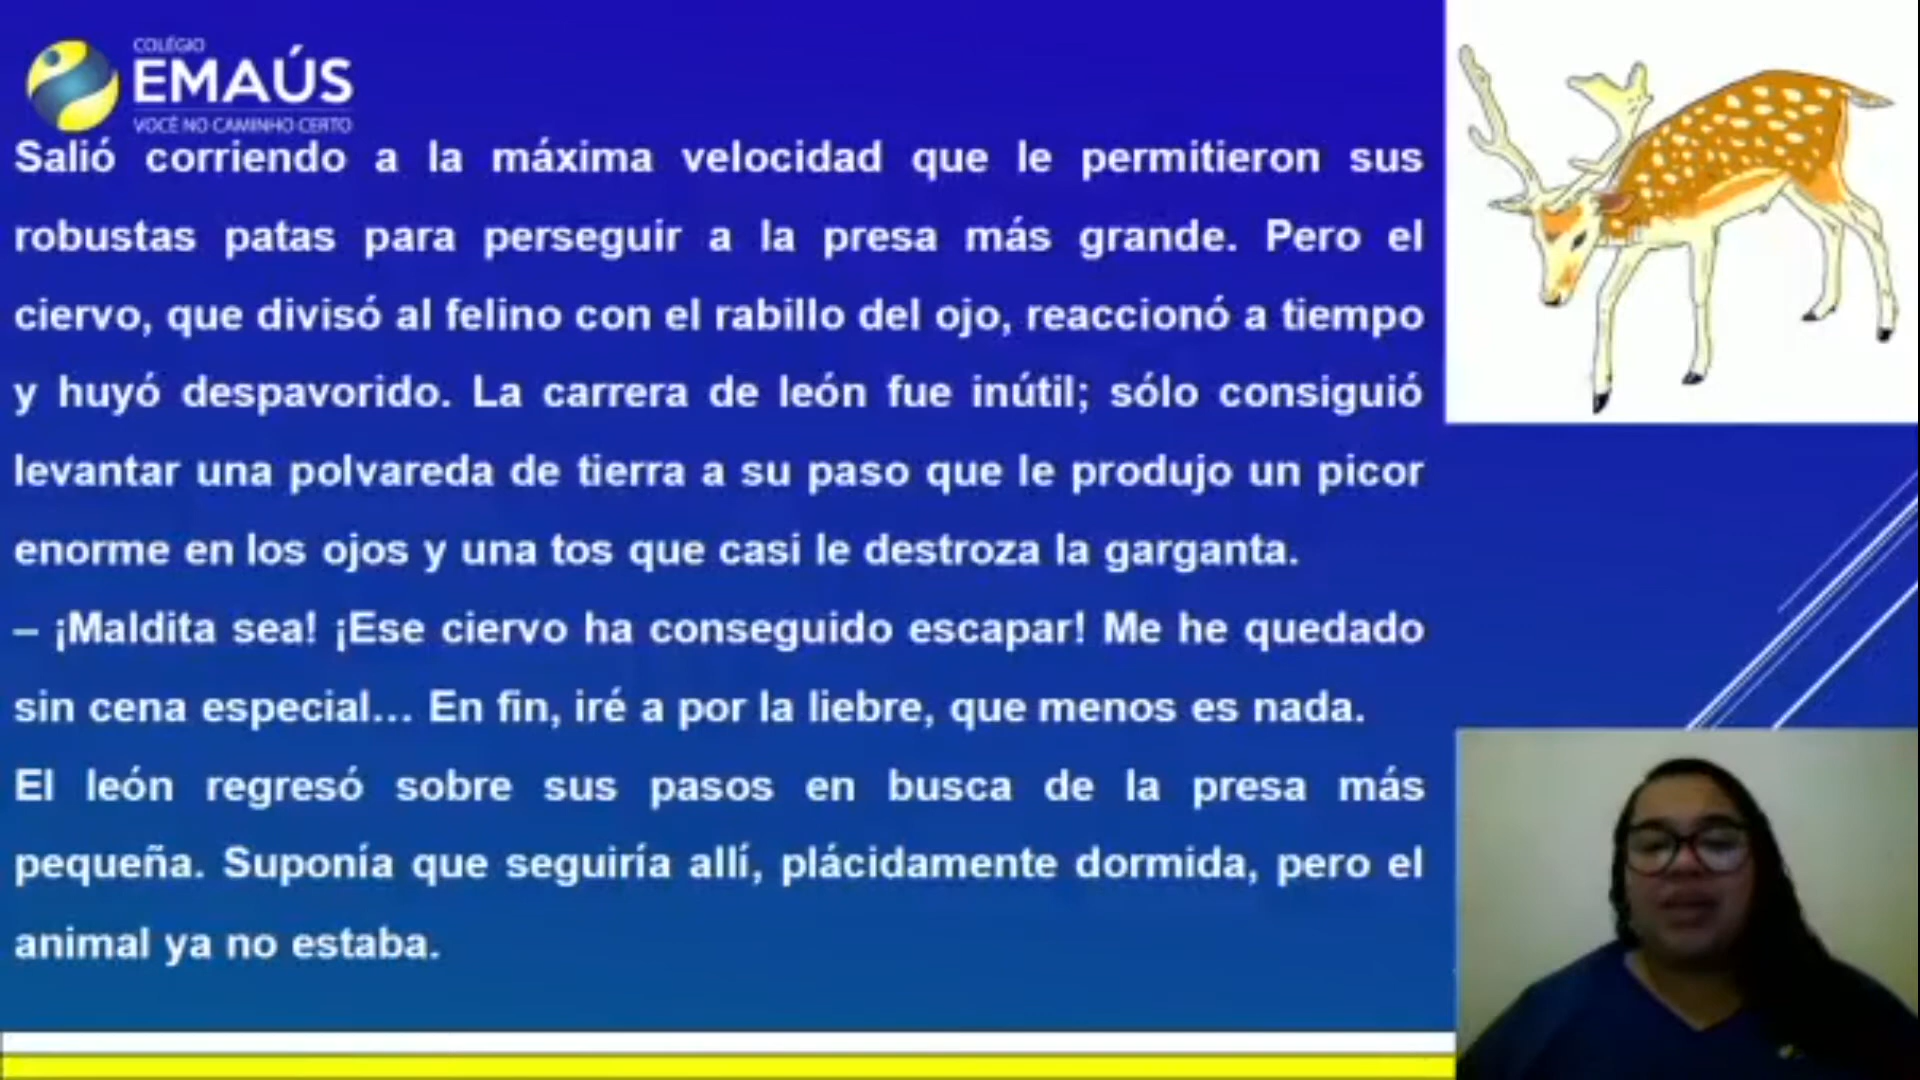 COLÉGIO
EMAÚS
VOCÊ NO CAMINHO CERTO
Salió corriendo a la máxima velocidad que le permitieron sus
robustas patas para perseguir a la presa más grande. Pero el
ciervo, que divisó al felino con el rabillo del ojo, reaccionó a tiempo
y huyó despavorido. La carrera de león fue inútil; sólo consiguió
levantar una polvareda de tierra a su paso que le produjo un picor
enorme en los ojos y una tos que casi le destroza la garganta.
– ¡Maldita sea! ¡Ese ciervo ha conseguido escapar! Me he quedado
sin cena especial… En fin, iré a por la liebre, que menos es nada.
El león regresó sobre sus pasos en busca de la presa más
pequeña. Suponía que seguiría allí, plácidamente dormida, pero el
animal ya no estaba.